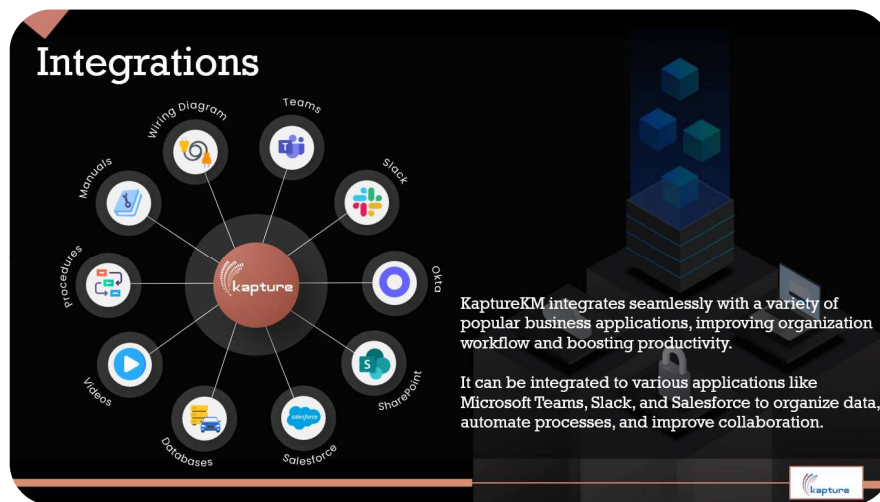 Integrations
Wiring Diagram
Teams
Manuals
Slack
Procedures
kapture
Okta
Videos
SharePoint
Databases
Salesforce
salesforce
T
S
KaptureKM integrates seamlessly with a variety of
popular business applications, improving organization
workflow and boosting productivity.
It can be integrated to various applications like
Microsoft Teams, Slack, and Salesforce to organize data,
automate processes, and improve collaboration.
kapture